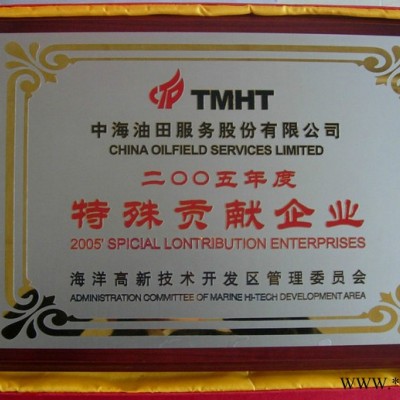 TMHT
中海油田服务股份有限公司
CHINA OILFIELD SERVICES LIMITED
二〇〇五年度
特殊贡献企业
2005' SPICIAL LONTRIBUTION ENTERPRISES
海洋高新技术开发区管理委员会
ADMINISTRATION COMMITTEE OF MARINE HI-TECH DEVELOPMENT AREA
www.*